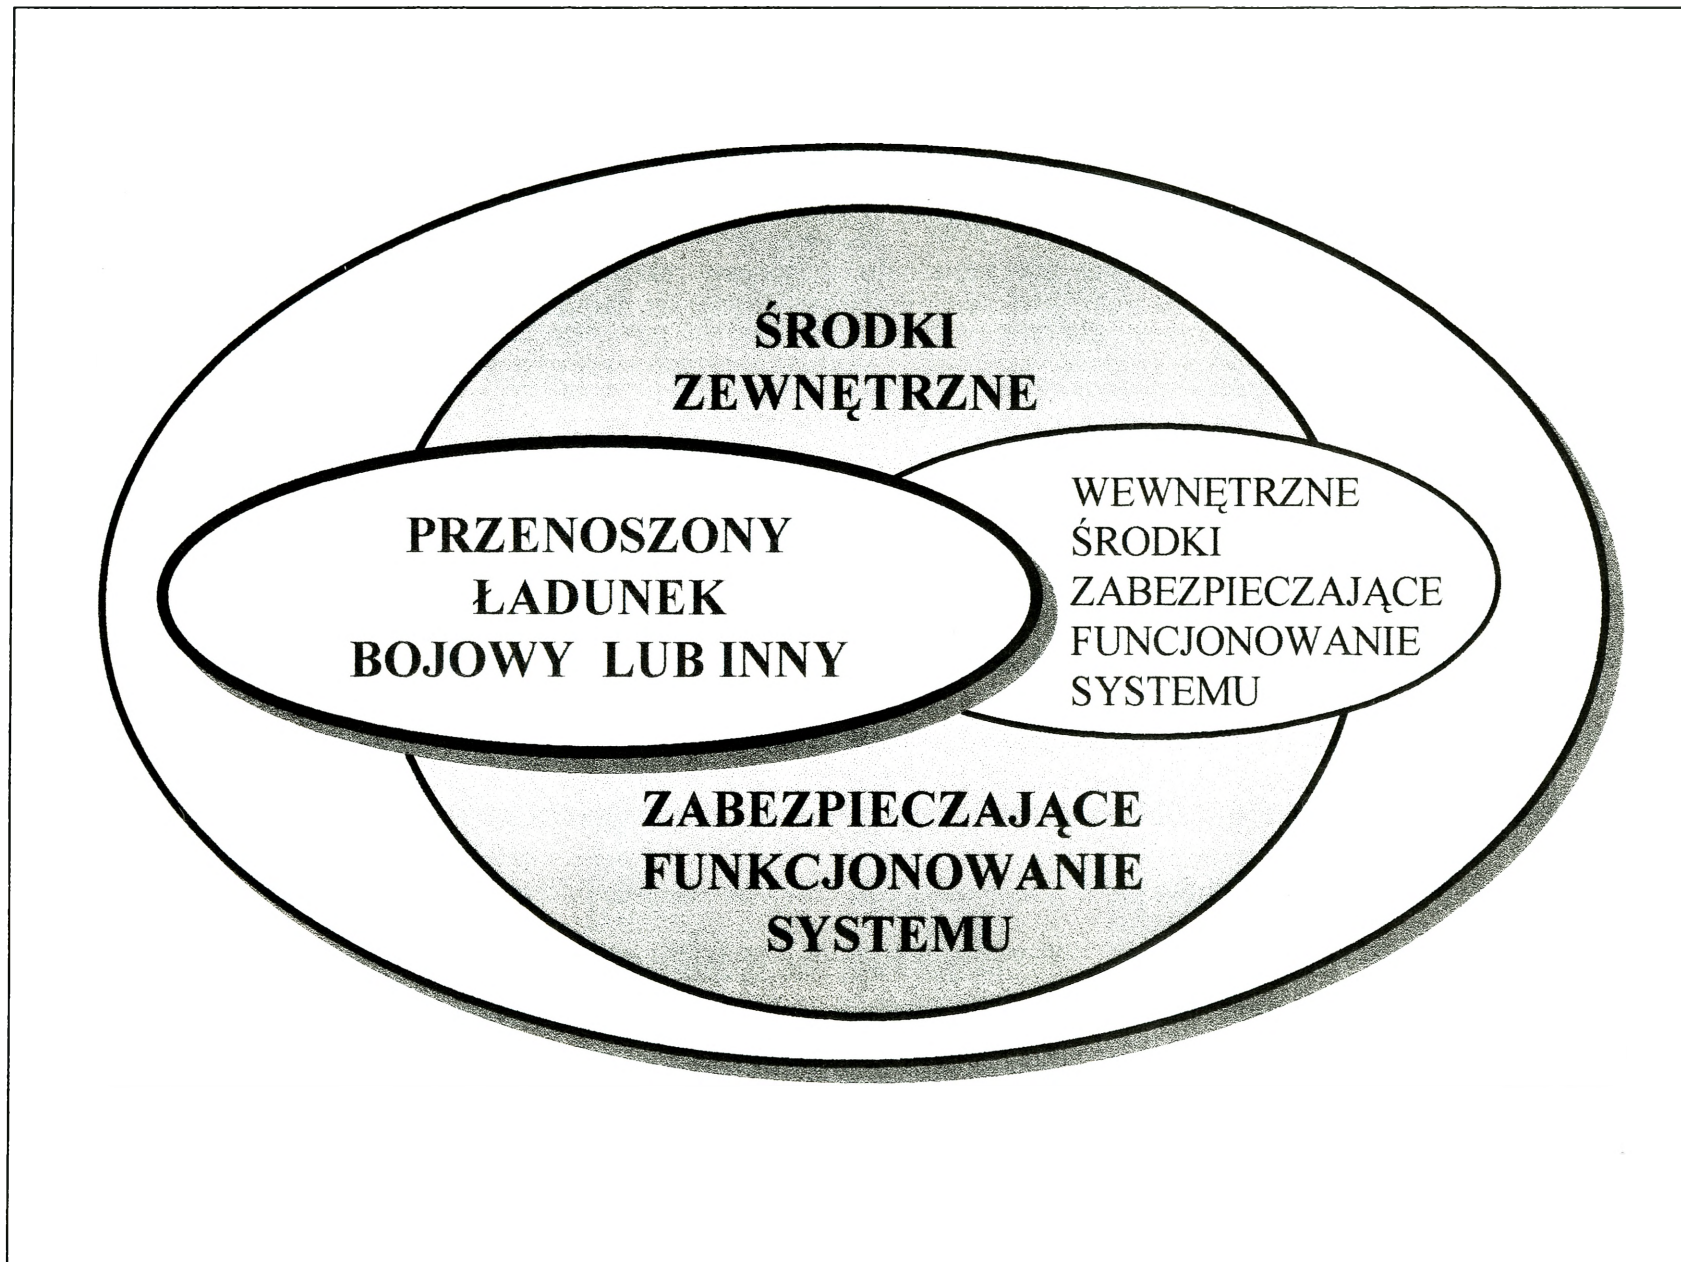 ŚRODKI
ZEWNĘTRZNE
PRZENOSZONY
ŁADUNEK
BOJOWY LUB INNY
WEWNĘTRZNE
ŚRODKI
ZABEZPIECZAJĄCE
FUNCJONOWANIE
SYSTEMU
ZABEZPIECZAJĄCE
FUNKCJONOWANIE
SYSTEMU